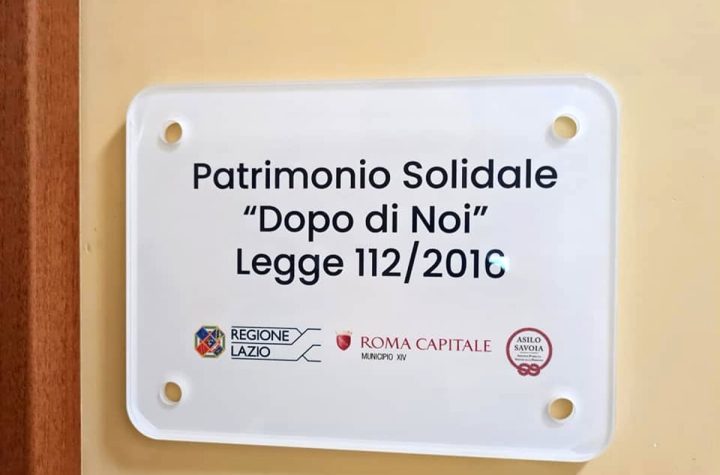 Patrimonio Solidale
“Dopo di Noi”
Legge 112/2016
REGIONE
LAZIO
ROMA CAPITALE
MUNICIPIO XIV
ASILO
SAVOIA